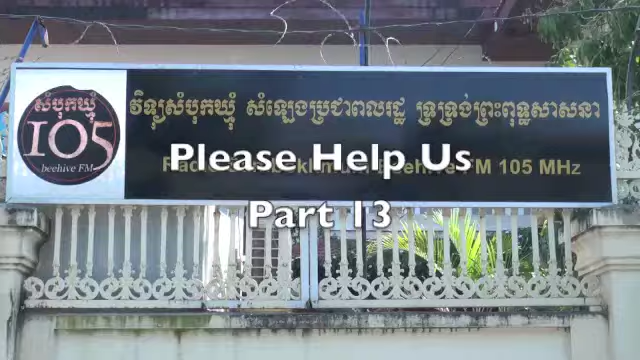 សំបុកឃ្មុំ
105
beehive FM
វិទ្យុសំបុកឃ្មុំ សំឡេងប្រជាពលរដ្ឋ ទ្រទ្រង់ព្រះពុទ្ធសាសនា
Beehive FM 105 MHz
Please Help Us
Part 13